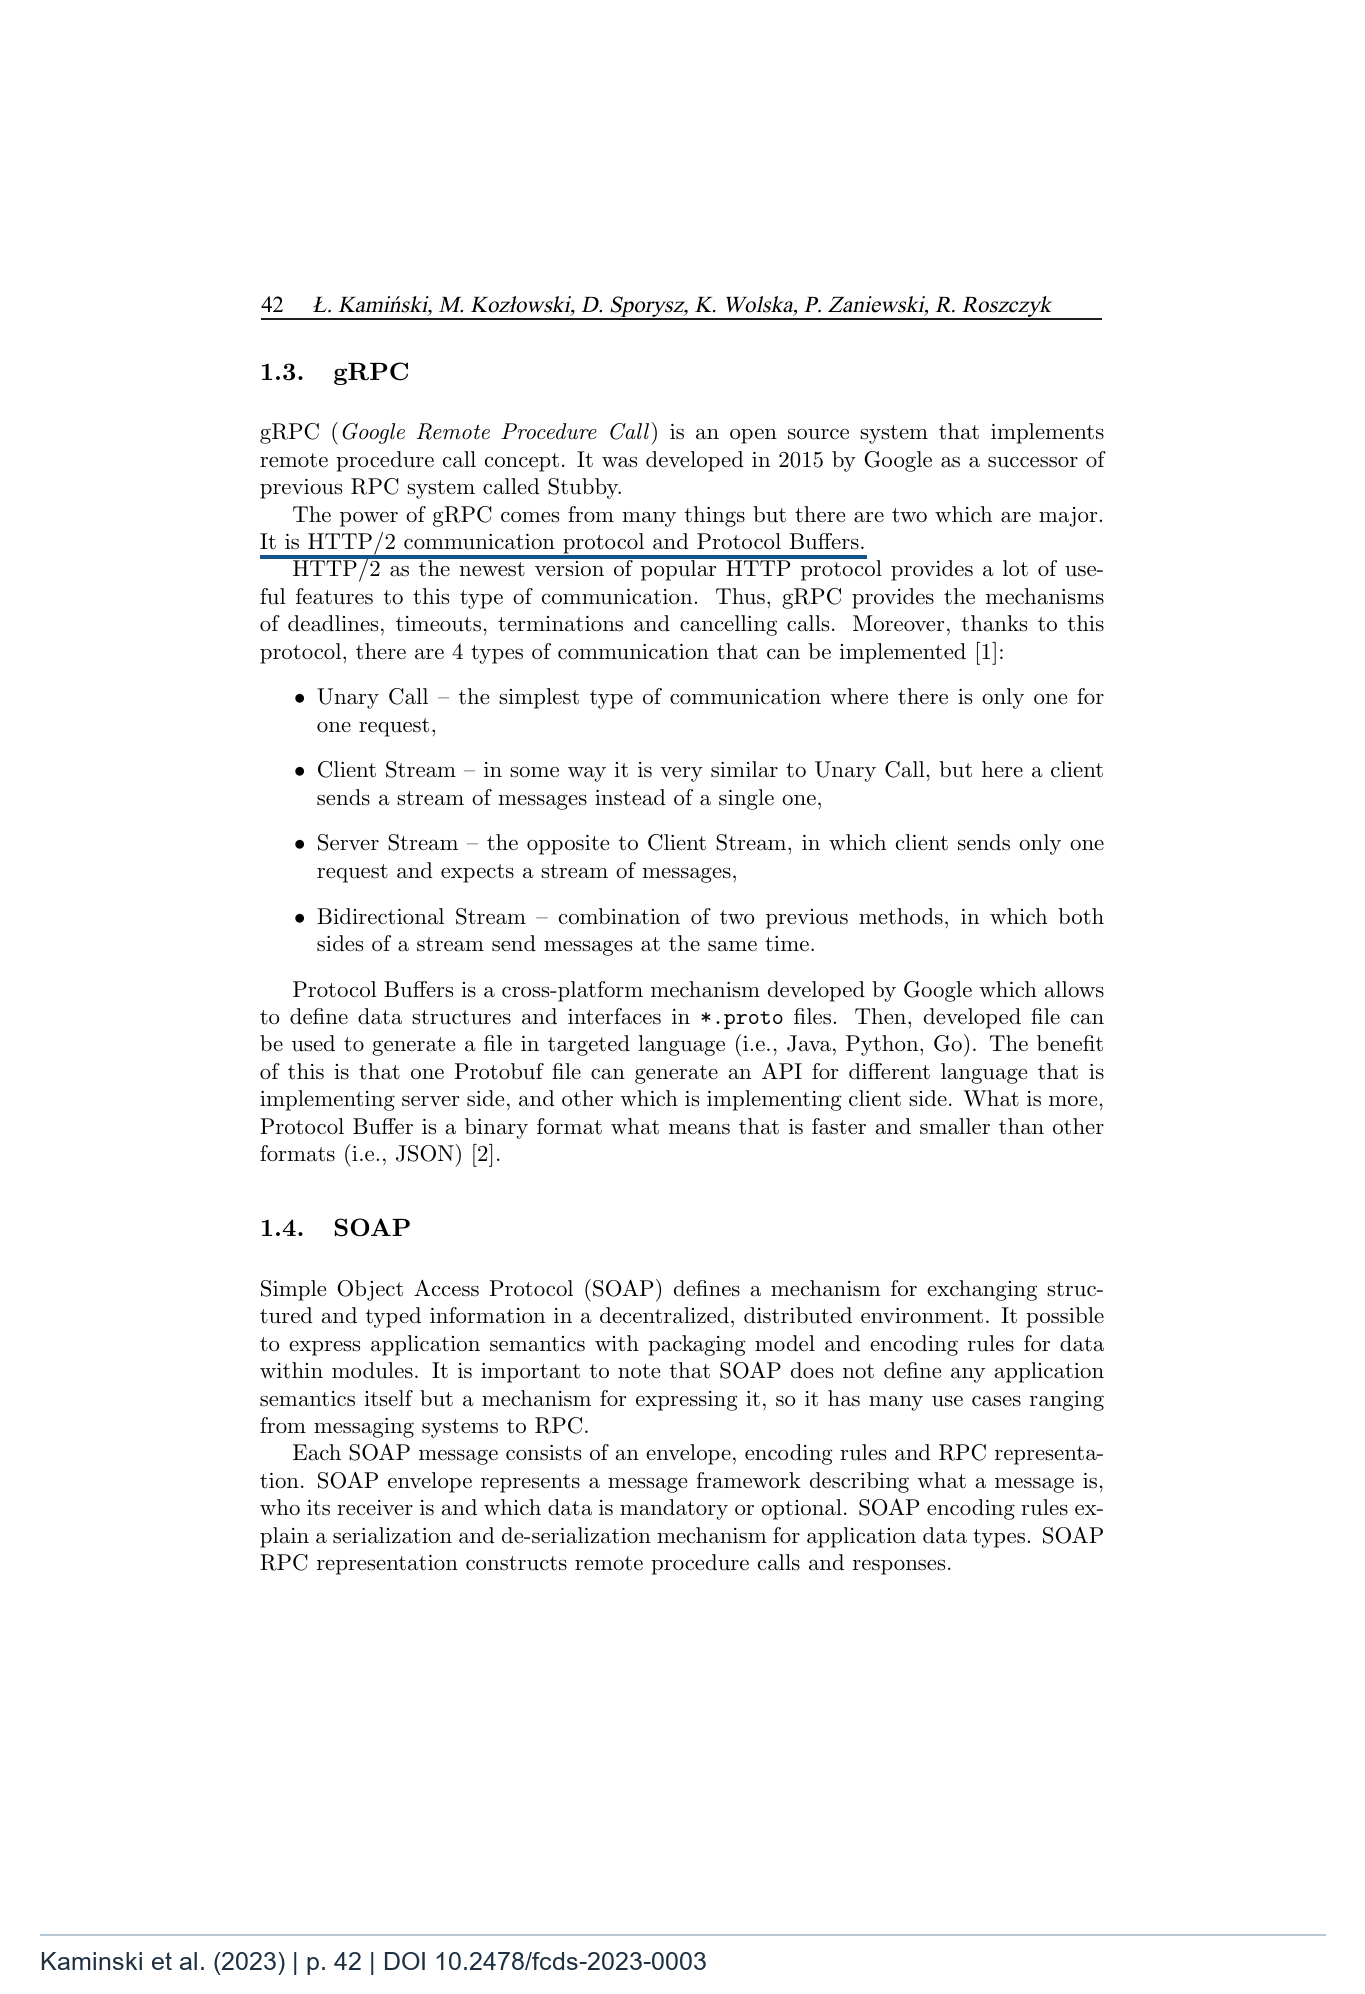 42 Ł. Kamiński, M. Kozłowski, D. Sporysz, K. Wolska, P. Zaniewski, R. Roszczyk
1.3. gRPC
gRPC (Google Remote Procedure Call) is an open source system that implements
remote procedure call concept. It was developed in 2015 by Google as a successor of
previous RPC system called Stubby.
The power of gRPC comes from many things but there are two which are major.
It is HTTP/2 communication protocol and Protocol Buffers.
HTTP/2 as the newest version of popular HTTP protocol provides a lot of use-
ful features to this type of communication. Thus, gRPC provides the mechanisms
of deadlines, timeouts, terminations and cancelling calls. Moreover, thanks to this
protocol, there are 4 types of communication that can be implemented [1]:
• Unary Call – the simplest type of communication where there is only one for
one request,
• Client Stream – in some way it is very similar to Unary Call, but here a client
sends a stream of messages instead of a single one,
• Server Stream – the opposite to Client Stream, in which client sends only one
request and expects a stream of messages,
• Bidirectional Stream – combination of two previous methods, in which both
sides of a stream send messages at the same time.
Protocol Buffers is a cross-platform mechanism developed by Google which allows
to define data structures and interfaces in *.proto files. Then, developed file can
be used to generate a file in targeted language (i.e., Java, Python, Go). The benefit
of this is that one Protobuf file can generate an API for different language that is
implementing server side, and other which is implementing client side. What is more,
Protocol Buffer is a binary format what means that is faster and smaller than other
formats (i.e., JSON) [2].
1.4. SOAP
Simple Object Access Protocol (SOAP) defines a mechanism for exchanging struc-
tured and typed information in a decentralized, distributed environment. It possible
to express application semantics with packaging model and encoding rules for data
within modules. It is important to note that SOAP does not define any application
semantics itself but a mechanism for expressing it, so it has many use cases ranging
from messaging systems to RPC.
Each SOAP message consists of an envelope, encoding rules and RPC representa-
tion. SOAP envelope represents a message framework describing what a message is,
who its receiver is and which data is mandatory or optional. SOAP encoding rules ex-
plain a serialization and de-serialization mechanism for application data types. SOAP
RPC representation constructs remote procedure calls and responses.
Kaminski et al. (2023) | p. 42 | DOI 10.2478/fcds-2023-0003